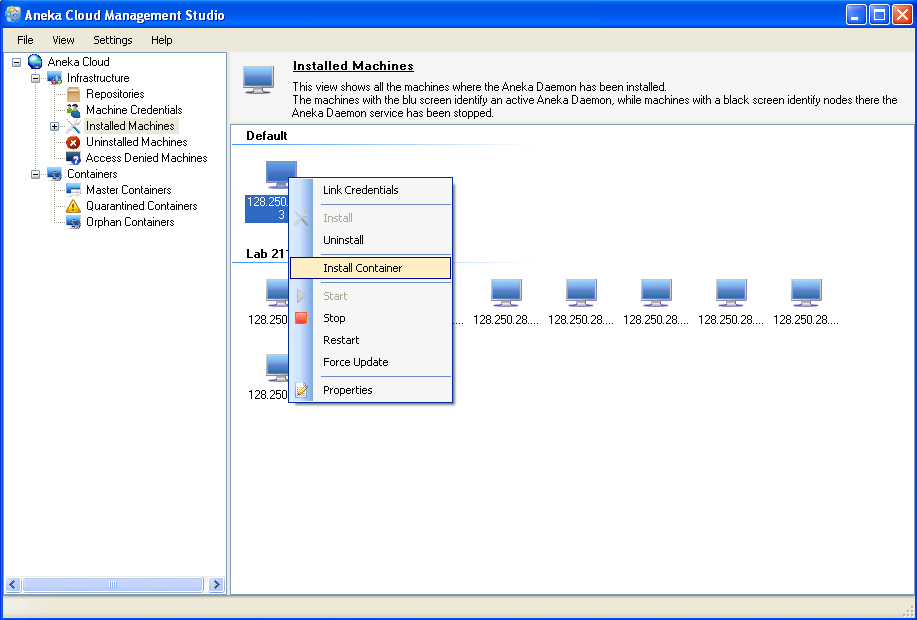 Aneka Cloud Management Studio
File View Settings Help
Aneka Cloud
Infrastructure
Repositories
Machine Credentials
Installed Machines
Uninstalled Machines
Access Denied Machines
Containers
Master Containers
Quarantined Containers
Orphan Containers
Installed Machines
This view shows all the machines where the Aneka Daemon has been installed.
The machines with the blu screen identify an active Aneka Daemon, while machines with a black screen identify nodes there the
Aneka Daemon service has been stopped.
Default
128.250.
3
Link Credentials
Install
Uninstall
Install Container
Start
Stop
Restart
Force Update
Properties
Lab 21
128.250 ... 128.250.28.... 128.250.28.... 128.250.28.... 128.250.28.... 128.250.28....
128.250